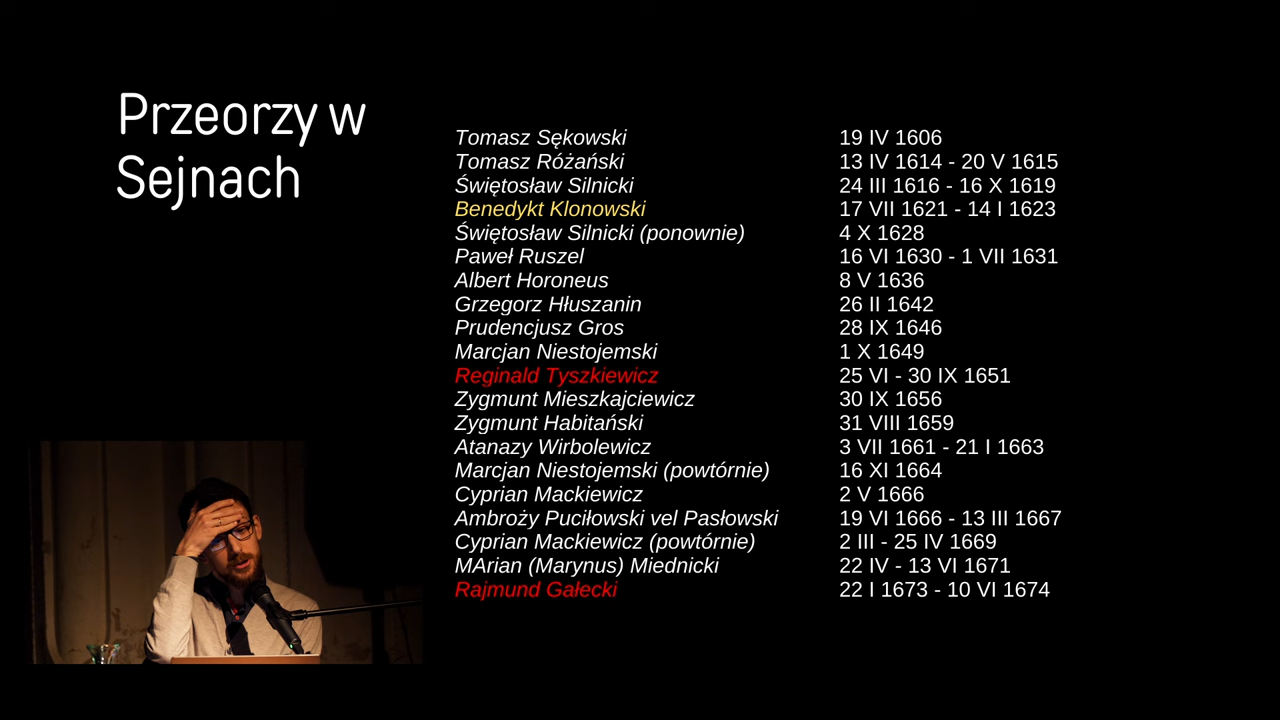 Przeorzy w
Sejnach
Tomasz Sękowski 19 IV 1606
Tomasz Różański 13 IV 1614 - 20 V 1615
Świętosław Silnicki 24 III 1616 - 16 X 1619
Benedykt Klonowski 17 VII 1621 - 14 I 1623
Świętosław Silnicki (ponownie) 4 X 1628
Paweł Ruszel 16 VI 1630 - 1 VII 1631
Albert Horoneus 8 V 1636
Grzegorz Hłuszanin 26 II 1642
Prudencjusz Gros 28 IX 1646
Marcjan Niestojemski 1 X 1649
Reginald Tyszkiewicz 25 VI - 30 IX 1651
Zygmunt Mieszkajciewicz 30 IX 1656
Zygmunt Habitański 31 VIII 1659
Atanazy Wirbolewicz 3 VII 1661 - 21 I 1663
Marcjan Niestojemski (powtórnie) 16 XI 1664
Cyprian Mackiewicz 2 V 1666
Ambroży Puciłowski vel Pasłowski 19 VI 1666 - 13 III 1667
Cyprian Mackiewicz (powtórnie) 2 III - 25 IV 1669
MArian (Marynus) Miednicki 22 IV - 13 VI 1671
Rajmund Gałecki 22 I 1673 - 10 VI 1674